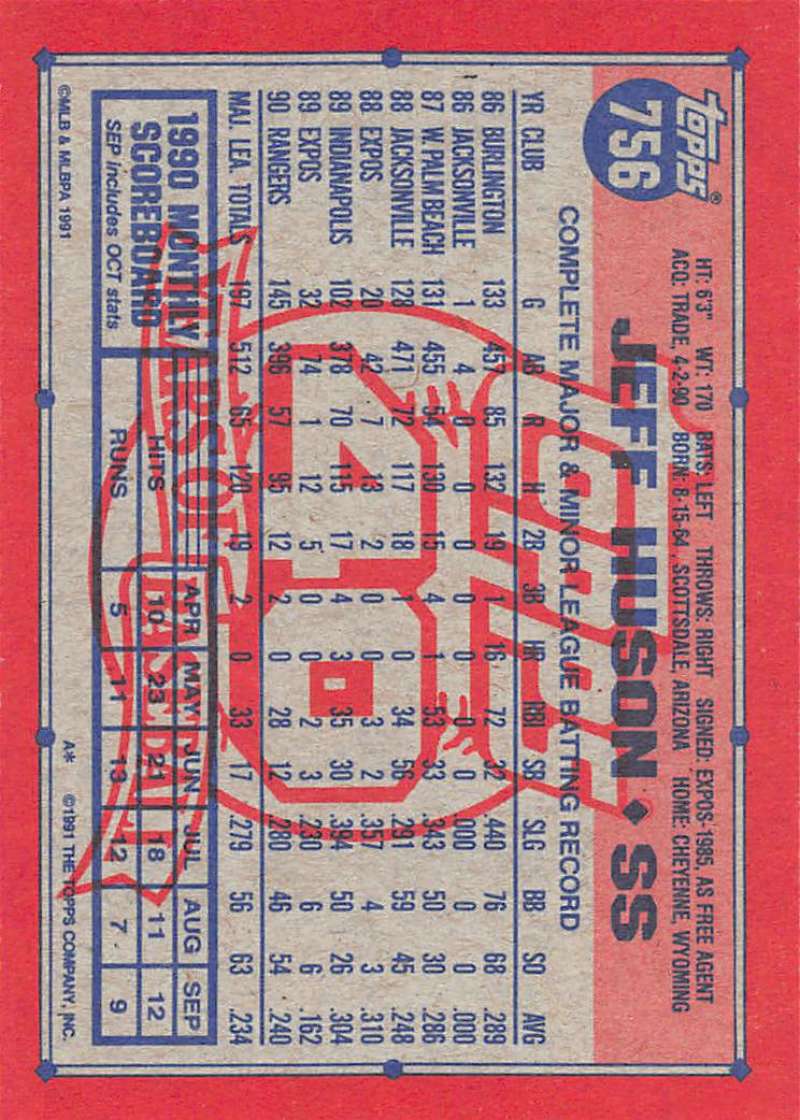 topps®
756
HT: 6'3" WT: 170 BATS: LEFT THROWS: RIGHT SIGNED: EXPOS-1985, AS FREE AGENT
ACQ: TRADE, 4-2-90 BORN: 8-15-64, SCOTTSDALE, ARIZONA HOME: CHEYENNE, WYOMING
JEFF HUSON ♦ SS
COMPLETE MAJOR & MINOR LEAGUE BATTING RECORD
YR CLUB G AB R H 2B 3B HR RBI SB SLG BB SO AVG
86 BURLINGTON 133 457 85 132 19 1 16 72 32 .440 76 68 .289
86 JACKSONVILLE 1 4 0 0 0 0 0 0 0 .000 0 0 .000
87 W. PALM BEACH 131 455 54 130 15 4 1 53 33 .343 50 30 .286
88 JACKSONVILLE 128 471 72 117 18 1 0 34 56 .291 59 45 .248
88 EXPOS 20 42 7 13 2 0 0 3 2 .357 4 3 .310
89 INDIANAPOLIS 102 378 70 115 17 4 3 35 30 .394 50 26 .304
89 EXPOS 32 74 1 12 5 0 0 2 3 .230 6 6 .162
90 RANGERS 145 396 57 95 12 2 0 28 12 .280 46 54 .240
MAJ. LEA. TOTALS 197 512 65 120 19 2 0 33 17 .279 56 63 .234
1990 MONTHLY SCOREBOARD
SEP includes OCT stats
APR MAY JUN JUL AUG SEP
HITS 10 23 21 18 11 12
RUNS 5 11 13 12 7 9
topps
40
YEARS OF BASEBALL
©MLB & MLBPA 1991
A* ©1991 THE TOPPS COMPANY, INC.